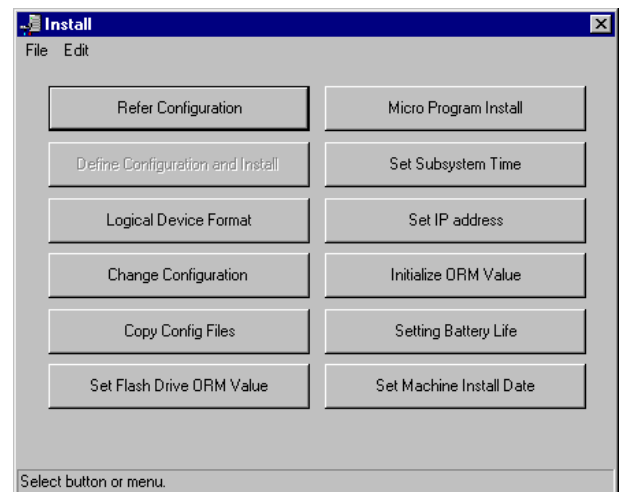 Install
File Edit
Refer Configuration
Micro Program Install
Define Configuration and Install
Set Subsystem Time
Logical Device Format
Set IP address
Change Configuration
Initialize ORM Value
Copy Config Files
Setting Battery Life
Set Flash Drive ORM Value
Set Machine Install Date
Select button or menu.